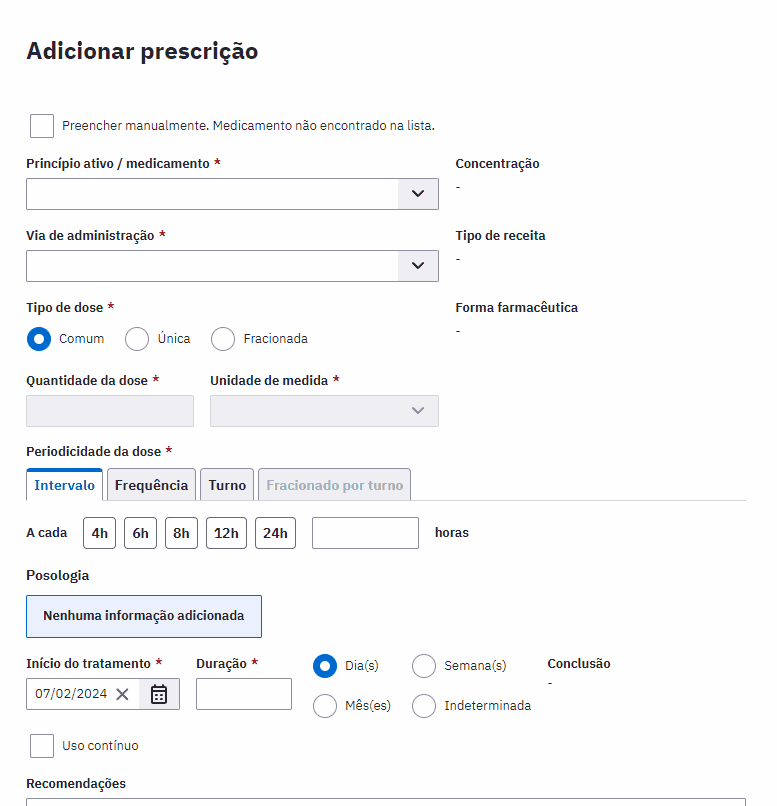 Adicionar prescrição
Preencher manualmente. Medicamento não encontrado na lista.
Princípio ativo / medicamento *
Concentração
-
Via de administração *
Tipo de receita
-
Tipo de dose *
Forma farmacêutica
-
Comum Única Fracionada
Quantidade da dose * Unidade de medida *
Periodicidade da dose *
Intervalo Frequência Turno Fracionado por turno
A cada 4h 6h 8h 12h 24h horas
Posologia
Nenhuma informação adicionada
Início do tratamento * Duração *
07/02/2024
Dia(s) Semana(s)
Mês(es) Indeterminada
Conclusão
-
Uso contínuo
Recomendações